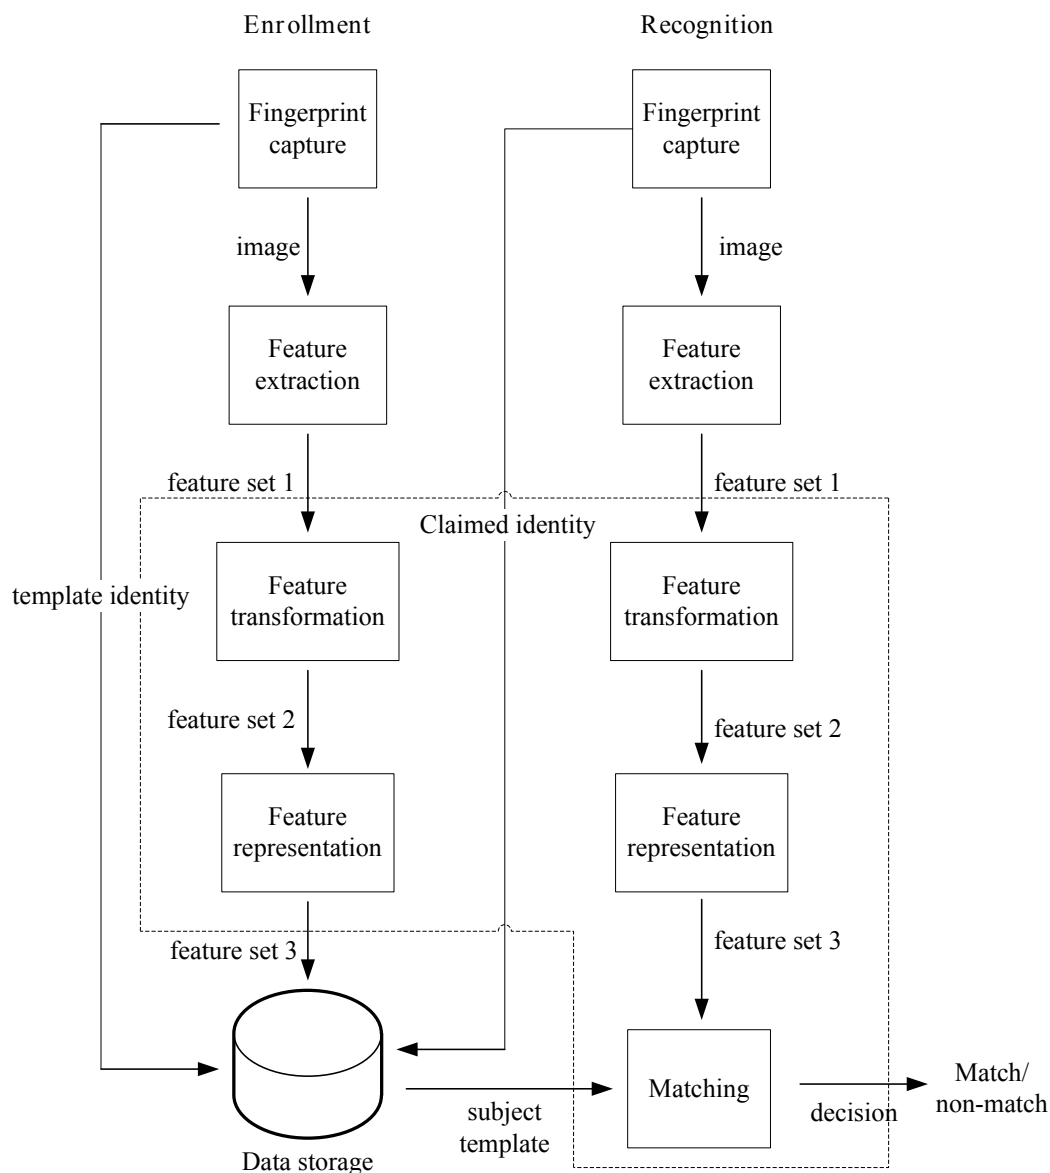 Enrollment
Recognition
Fingerprint
capture
Fingerprint
capture
image
image
Feature
extraction
Feature
extraction
feature set 1
feature set 1
Claimed identity
Feature
transformation
Feature
transformation
template identity
feature set 2
feature set 2
Feature
representation
Feature
representation
feature set 3
feature set 3
Matching
Match/
non-match
subject
template
decision
Data storage